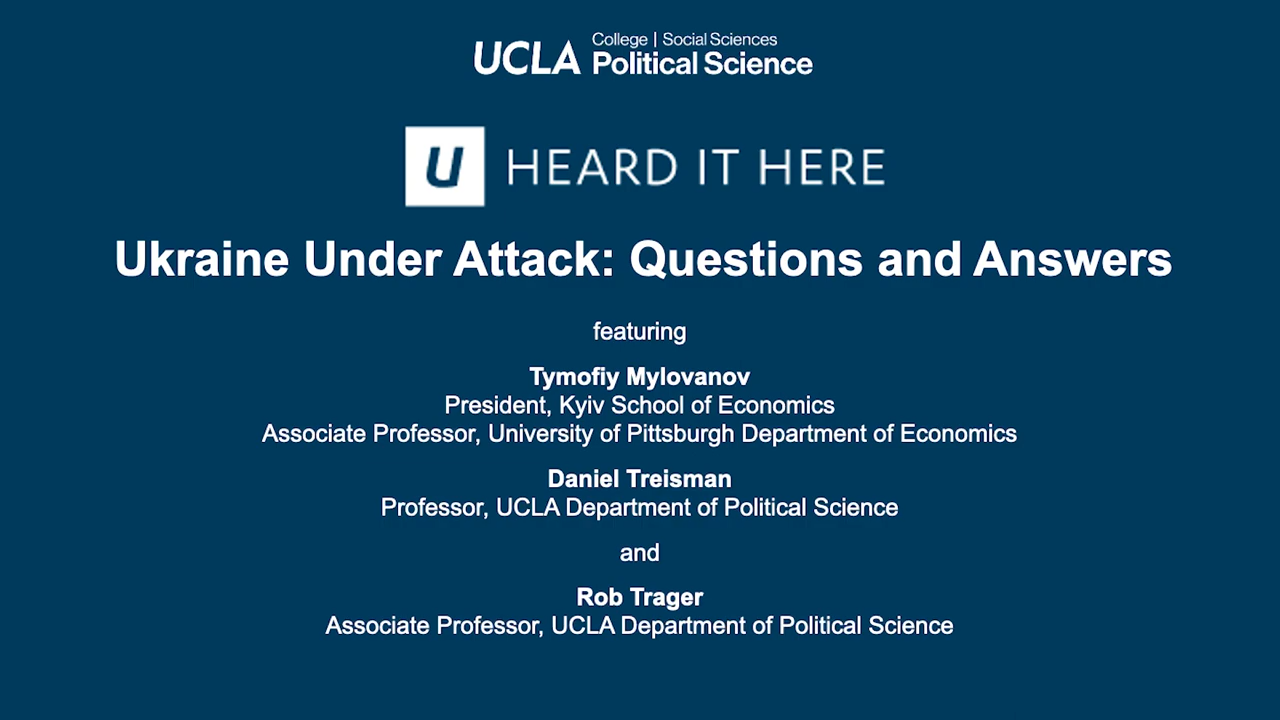 UCLA College | Social Sciences
Political Science
U HEARD IT HERE
Ukraine Under Attack: Questions and Answers
featuring
Tymofiy Mylovanov
President, Kyiv School of Economics
Associate Professor, University of Pittsburgh Department of Economics
Daniel Treisman
Professor, UCLA Department of Political Science
and
Rob Trager
Associate Professor, UCLA Department of Political Science